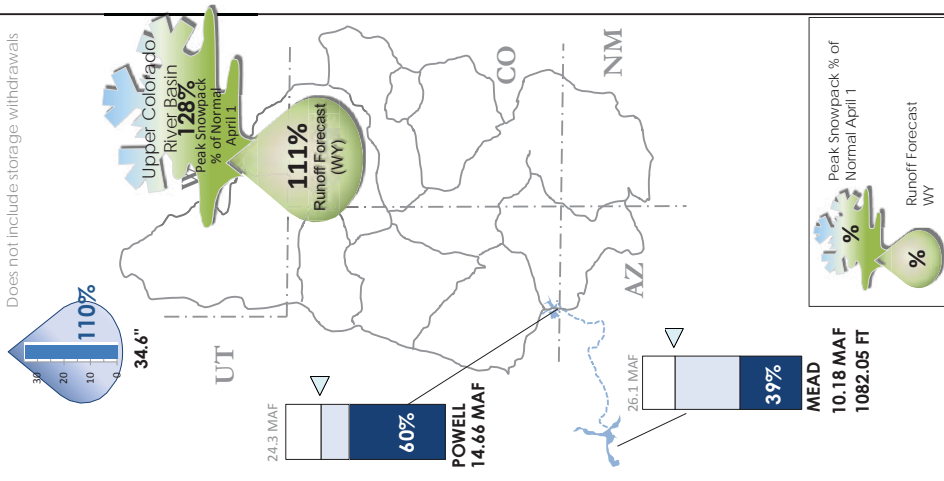 Does not include storage withdrawals
30
20
10
0
110%
34.6"
Upper Colorado
River Basin
128%
Peak Snowpack
% of Normal
April 1
W
111%
Runoff Forecast
(WY)
UT
CO
AZ
NM
24.3 MAF
60%
POWELL
14.66 MAF
26.1 MAF
39%
MEAD
10.18 MAF
1082.05 FT
%
Peak Snowpack % of
Normal April 1
%
Runoff Forecast
WY